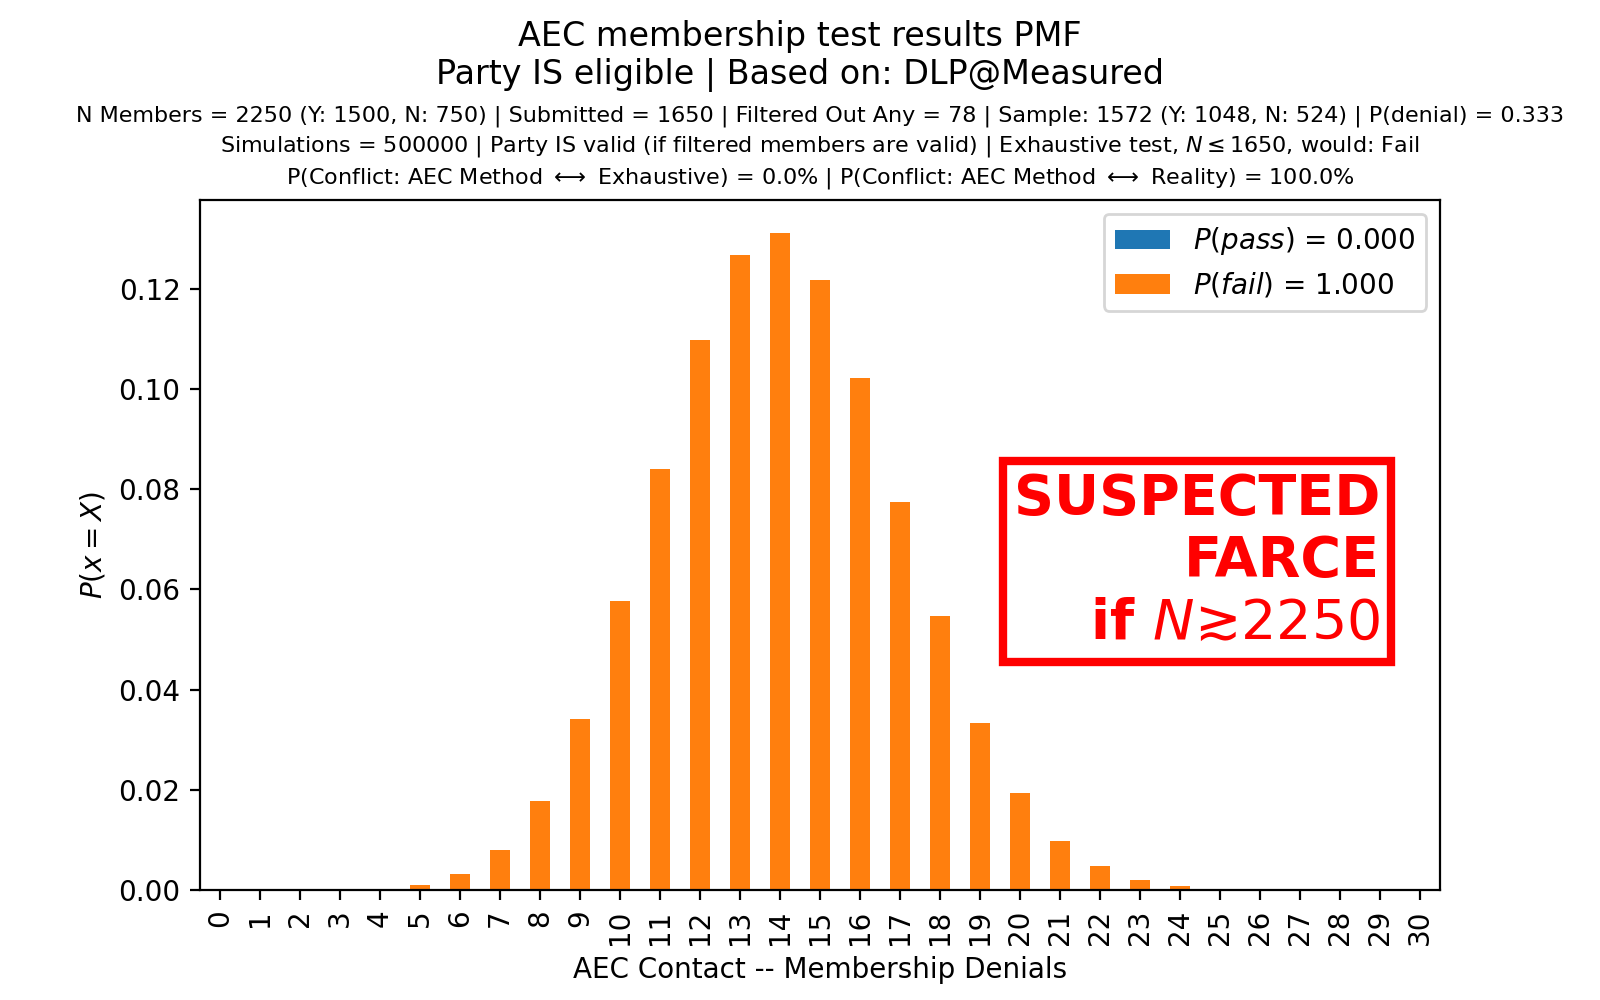 AEC membership test results PMF
Party IS eligible | Based on: DLP@Measured
N Members = 2250 (Y: 1500, N: 750) | Submitted = 1650 | Filtered Out Any = 78 | Sample: 1572 (Y: 1048, N: 524) | P(denial) = 0.333
Simulations = 500000 | Party IS valid (if filtered members are valid) | Exhaustive test, N ≤ 1650, would: Fail
P(Conflict: AEC Method ⟷ Exhaustive) = 0.0% | P(Conflict: AEC Method ⟷ Reality) = 100.0%
P(pass) = 0.000
P(fail) = 1.000
0.12
0.10
0.08
0.06
0.04
0.02
0.00
P(x = X)
SUSPECTED
FARCE
if N≳2250
0 1 2 3 4 5 6 7 8 9 10 11 12 13 14 15 16 17 18 19 20 21 22 23 24 25 26 27 28 29 30
AEC Contact -- Membership Denials